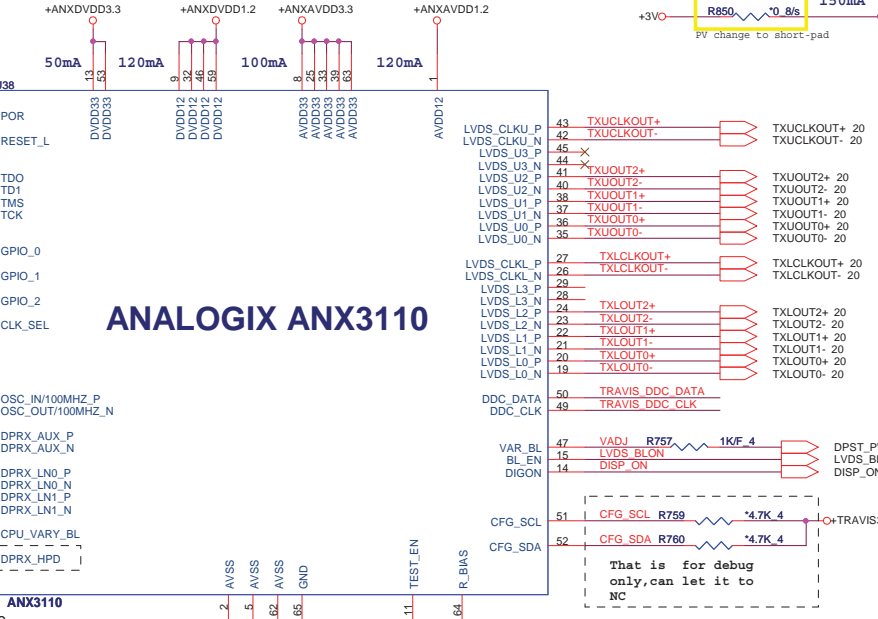 +ANXDVDD3.3 +ANXDVDD1.2 +ANXAVDD3.3 +ANXAVDD1.2
+3V R850 *0_8/s 150mA
PV change to short-pad
50mA 120mA 100mA 120mA
13 53 9 32 46 59 8 25 33 39 63 1
DVDD33 DVDD33 DVDD12 DVDD12 DVDD12 DVDD12 AVDD33 AVDD33 AVDD33 AVDD33 AVDD33 AVDD12
POR
RESET_L
TDO
TD1
TMS
TCK
GPIO_0
GPIO_1
GPIO_2
CLK_SEL
OSC_IN/100MHZ_P
OSC_OUT/100MHZ_N
DPRX_AUX_P
DPRX_AUX_N
DPRX_LN0_P
DPRX_LN0_N
DPRX_LN1_P
DPRX_LN1_N
CPU_VARY_BL
DPRX_HPD
ANX3110
ANALOGIX ANX3110
LVDS_CLKU_P 43 TXUCLKOUT+ TXUCLKOUT+ 20
LVDS_CLKU_N 42 TXUCLKOUT- TXUCLKOUT- 20
LVDS_U3_P 45
LVDS_U3_N 44
LVDS_U2_P 41 TXUOUT2+ TXUOUT2+ 20
LVDS_U2_N 40 TXUOUT2- TXUOUT2- 20
LVDS_U1_P 38 TXUOUT1+ TXUOUT1+ 20
LVDS_U1_N 37 TXUOUT1- TXUOUT1- 20
LVDS_U0_P 36 TXUOUT0+ TXUOUT0+ 20
LVDS_U0_N 35 TXUOUT0- TXUOUT0- 20
LVDS_CLKL_P 27 TXLCLKOUT+ TXLCLKOUT+ 20
LVDS_CLKL_N 26 TXLCLKOUT- TXLCLKOUT- 20
LVDS_L3_P 29
LVDS_L3_N 28
LVDS_L2_P 24 TXLOUT2+ TXLOUT2+ 20
LVDS_L2_N 23 TXLOUT2- TXLOUT2- 20
LVDS_L1_P 22 TXLOUT1+ TXLOUT1+ 20
LVDS_L1_N 21 TXLOUT1- TXLOUT1- 20
LVDS_L0_P 20 TXLOUT0+ TXLOUT0+ 20
LVDS_L0_N 19 TXLOUT0- TXLOUT0- 20
DDC_DATA 50 TRAVIS_DDC_DATA
DDC_CLK 49 TRAVIS_DDC_CLK
VAR_BL 47 VADJ R757 1K/F_4
BL_EN 15 LVDS_BLON
DIGON 14 DISP_ON DISP_ON
CFG_SCL 51 CFG_SCL R759 *4.7K_4
CFG_SDA 52 CFG_SDA R760 *4.7K_4
That is for debug
only,can let it to
NC
AVSS AVSS AVSS GND TEST_EN R_BIAS
2 5 62 65 11 64